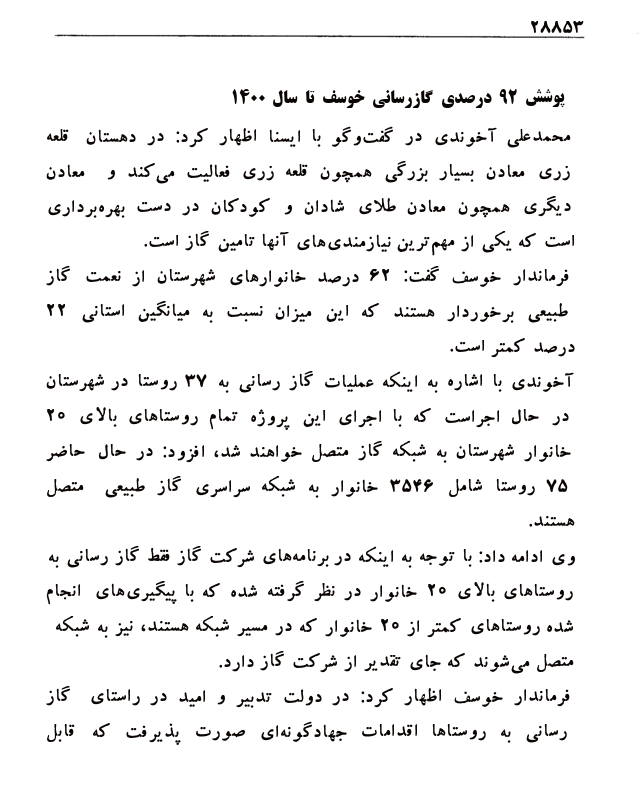 ۲۸۸۵۳
پوشش ۹۲ درصدی گازرسانی خوسف تا سال ۱۴۰۰
محمدعلی آخوندی در گفت‌وگو با ایسنا اظهار کرد: در دهستان قلعه
زری معادن بسیار بزرگی همچون قلعه زری فعالیت می‌کند و معادن
دیگری همچون معادن طلای شادان و کودکان در دست بهره‌برداری
است که یکی از مهم‌ترین نیازمندی‌های آنها تامین گاز است.
فرماندار خوسف گفت: ۶۲ درصد خانوارهای شهرستان از نعمت گاز
طبیعی برخوردار هستند که این میزان نسبت به میانگین استانی ۲۲
درصد کمتر است.
آخوندی با اشاره به اینکه عملیات گاز رسانی به ۳۷ روستا در شهرستان
در حال اجراست که با اجرای این پروژه تمام روستاهای بالای ۲۰
خانوار شهرستان به شبکه گاز متصل خواهند شد، افزود: در حال حاضر
۷۵ روستا شامل ۳۵۴۶ خانوار به شبکه سراسری گاز طبیعی متصل
هستند.
وی ادامه داد: با توجه به اینکه در برنامه‌های شرکت گاز فقط گاز رسانی به
روستاهای بالای ۲۰ خانوار در نظر گرفته شده که با پیگیری‌های انجام
شده روستاهای کمتر از ۲۰ خانوار که در مسیر شبکه هستند، نیز به شبکه
متصل می‌شوند که جای تقدیر از شرکت گاز دارد.
فرماندار خوسف اظهار کرد: در دولت تدبیر و امید در راستای گاز
رسانی به روستاها اقدامات جهادگونه‌ای صورت پذیرفت که قابل